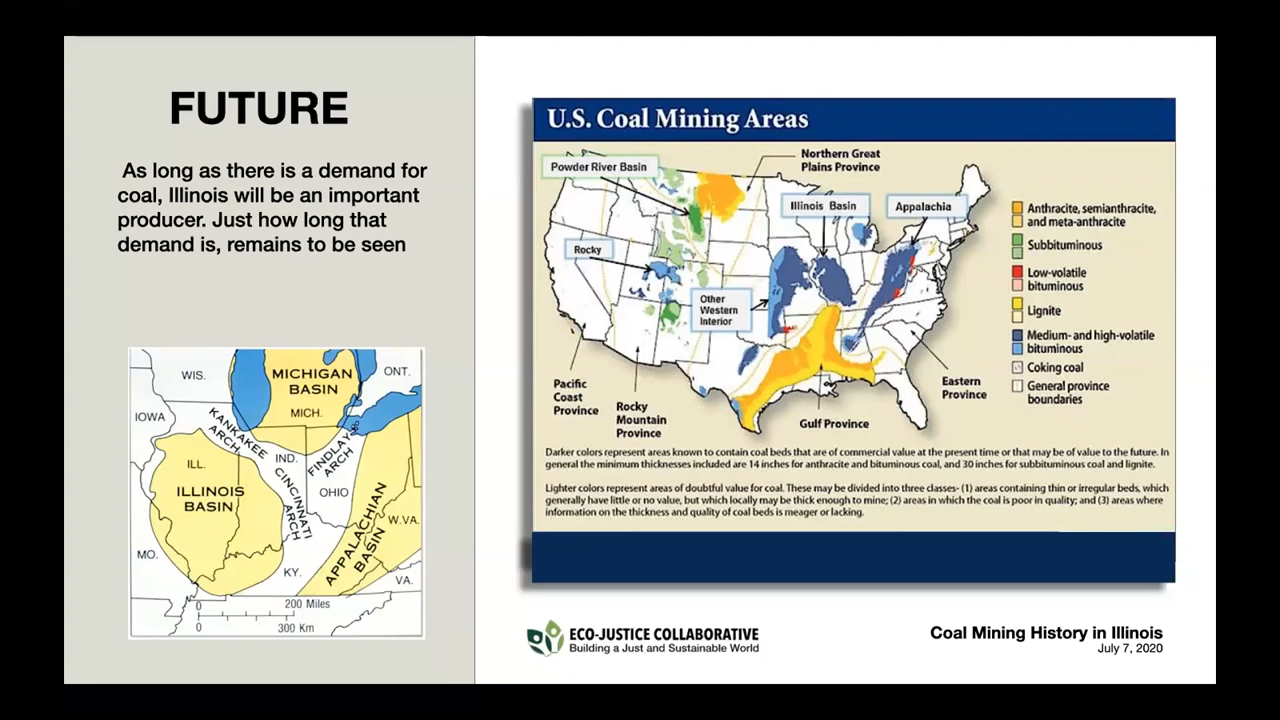 FUTURE
As long as there is a demand for
coal, Illinois will be an important
producer. Just how long that
demand is, remains to be seen
WIS.
MICHIGAN
BASIN
ONT.
IOWA
MICH.
KANKAKEE
ARCH
FINDLAY
ARCH
ILL.
IND.
ILLINOIS
BASIN
CINCINNATI
ARCH
OHIO
APPALACHIAN
BASIN
W.VA.
MO.
KY.
VA.
0
200 Miles
0
300 Km
U.S. Coal Mining Areas
Powder River Basin
Northern Great
Plains Province
Illinois Basin
Appalachia
Rocky
Other
Western
Interior
Pacific
Coast
Province
Rocky
Mountain
Province
Gulf Province
Eastern
Province
Anthracite, semianthracite,
and meta-anthracite
Subbituminous
Low-volatile
bituminous
Lignite
Medium- and high-volatile
bituminous
Coking coal
General province
boundaries
Darker colors represent areas known to contain coal beds that are of commercial value at the present time or that may be of value to the future. In
general the minimum thicknesses included are 14 inches for anthracite and bituminous coal, and 30 inches for subbituminous coal and lignite.
Lighter colors represent areas of doubtful value for coal. These may be divided into three classes- (1) areas containing thin or irregular beds, which
generally have little or no value, but which locally may be thick enough to mine; (2) areas in which the coal is poor in quality; and (3) areas where
information on the thickness and quality of coal beds is meager or lacking.
ECO-JUSTICE COLLABORATIVE
Building a Just and Sustainable World
Coal Mining History in Illinois
July 7, 2020